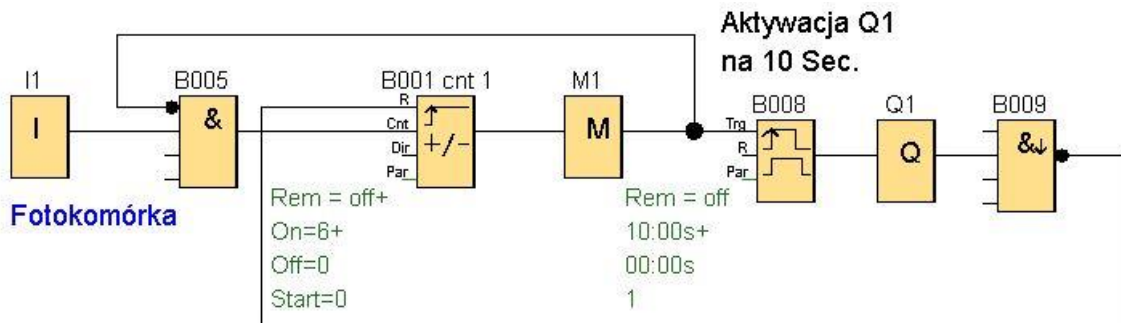 Aktywacja Q1
na 10 Sec.
I1
B005
B001 cnt 1
M1
B008
Q1
B009
I
&
R
Cnt
Dir
Par
+/-
M
Trg
R
Par
Q
&↓
Fotokomórka
Rem = off+
On=6+
Off=0
Start=0
Rem = off
10:00s+
00:00s
1